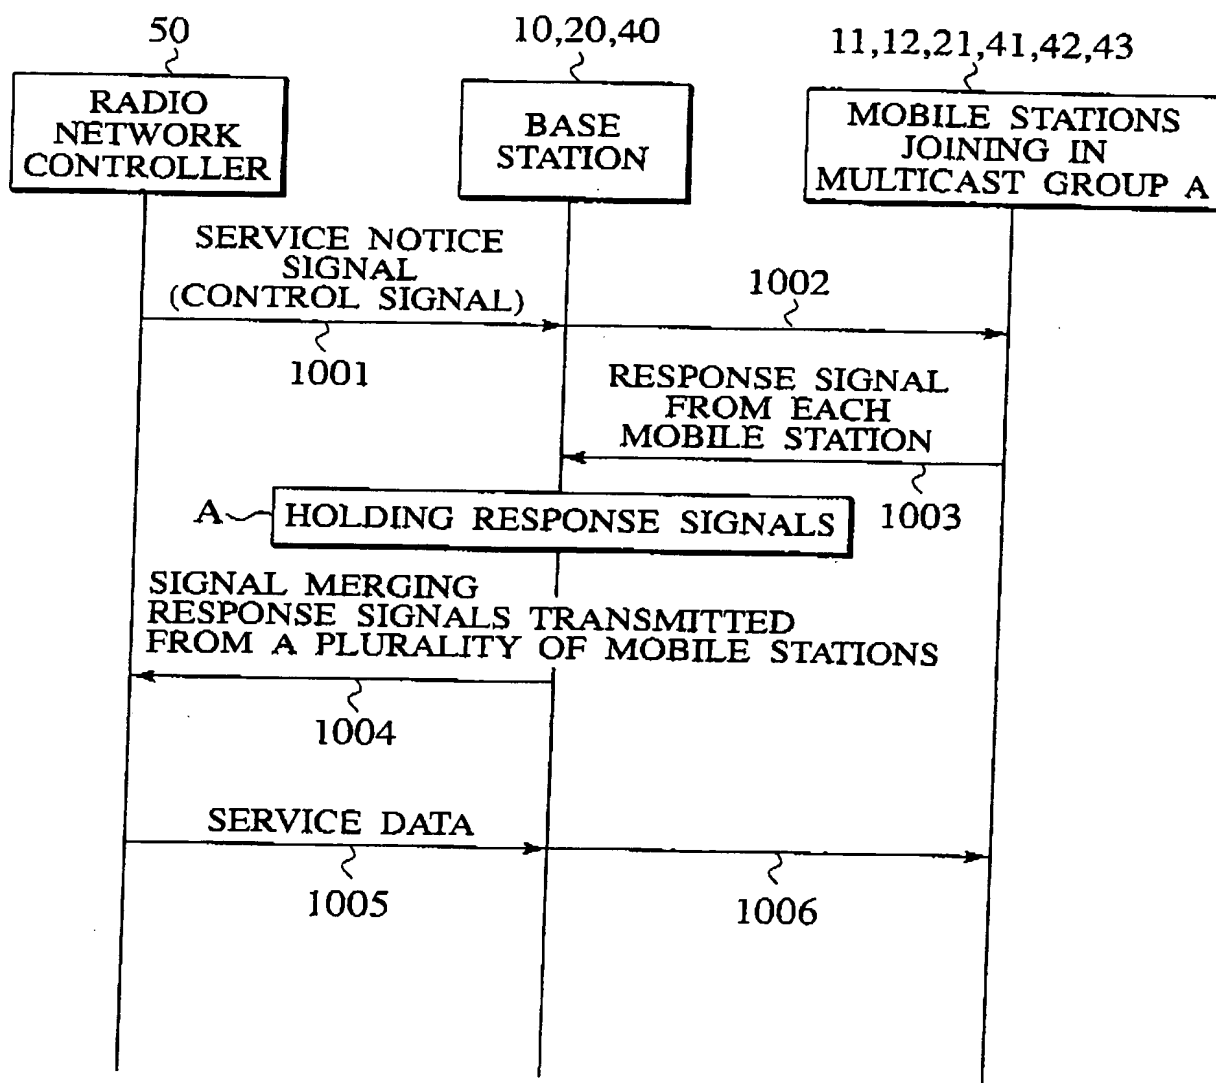 50
10,20,40
11,12,21,41,42,43
RADIO
NETWORK
CONTROLLER
BASE
STATION
MOBILE STATIONS
JOINING IN
MULTICAST GROUP A
SERVICE NOTICE
SIGNAL
(CONTROL SIGNAL)
1001
1002
RESPONSE SIGNAL
FROM EACH
MOBILE STATION
1003
A
HOLDING RESPONSE SIGNALS
SIGNAL MERGING
RESPONSE SIGNALS TRANSMITTED
FROM A PLURALITY OF MOBILE STATIONS
1004
SERVICE DATA
1005
1006